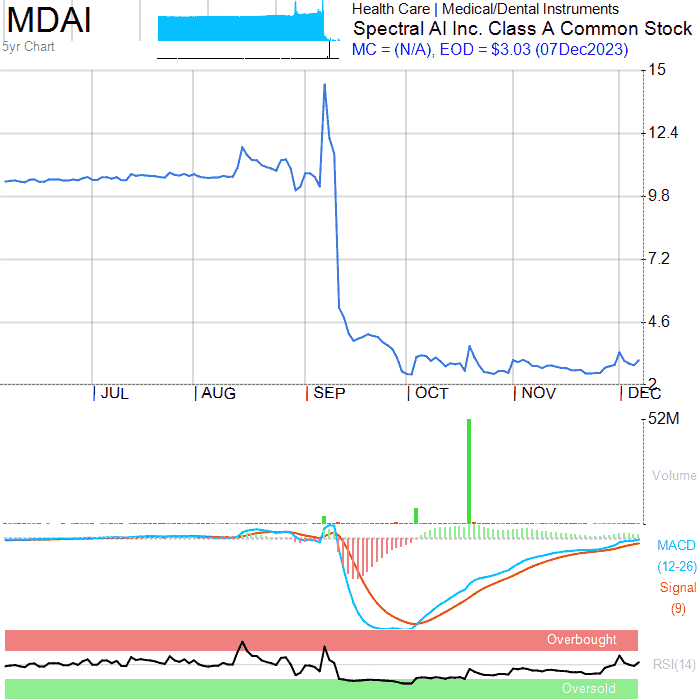 MDAI
5yr Chart
Health Care | Medical/Dental Instruments
Spectral AI Inc. Class A Common Stock
MC = (N/A), EOD = $3.03 (07Dec2023)
15
12.4
9.8
7.2
4.6
2
JUL AUG SEP OCT NOV DEC
52M
Volume
MACD
(12-26)
Signal
(9)
Overbought
RSI(14)
Oversold